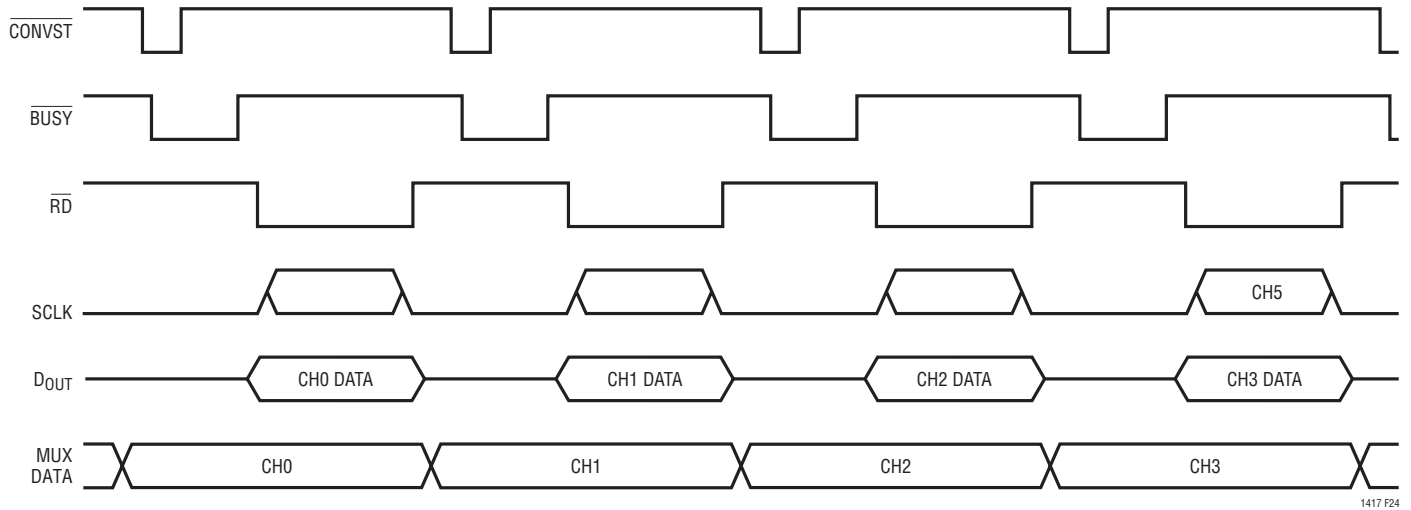 CONVST
BUSY
RD
SCLK
CH5
DOUT
CH0 DATA
CH1 DATA
CH2 DATA
CH3 DATA
MUX
DATA
CH0
CH1
CH2
CH3
1417 F24